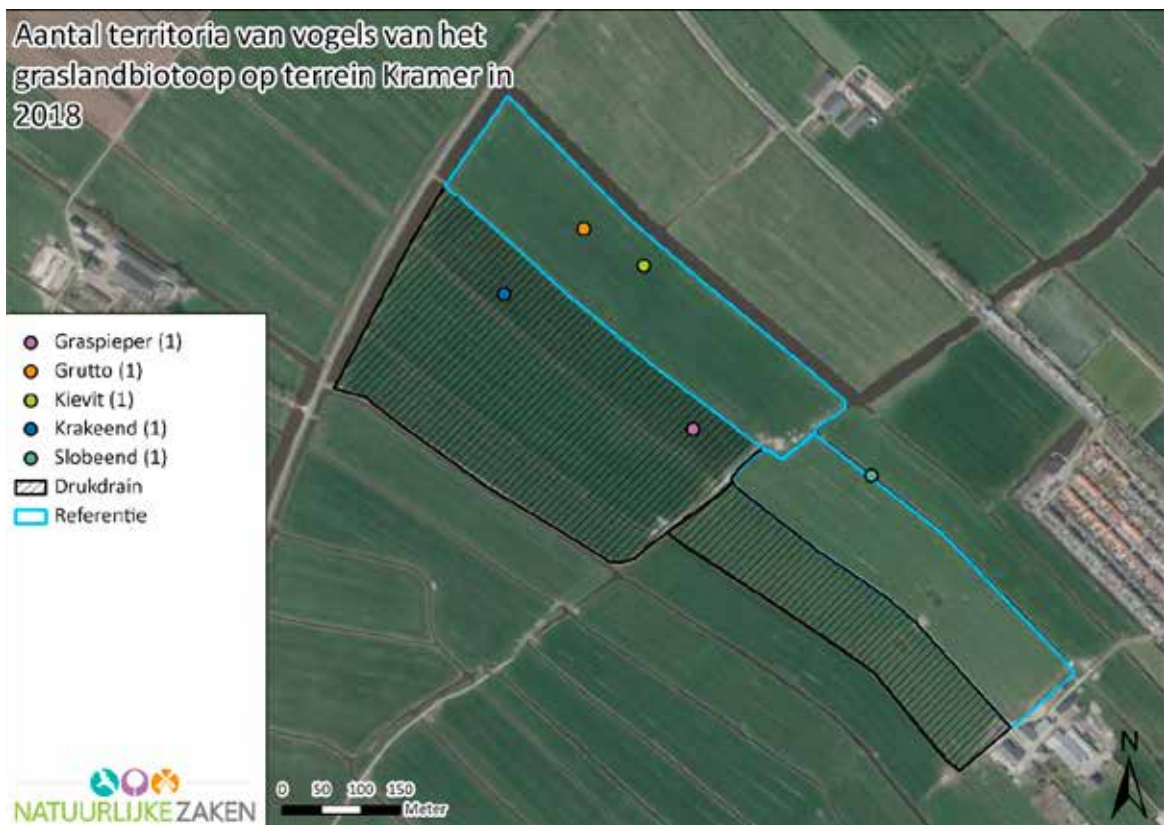 Aantal territoria van vogels van het
graslandbiotoop op terrein Kramer in
2018
Graspieper (1)
Grutto (1)
Kievit (1)
Krakeend (1)
Slobeend (1)
Drukdrain
Referentie
NATUURLIJKE ZAKEN
0 50 100 150
Meter
N